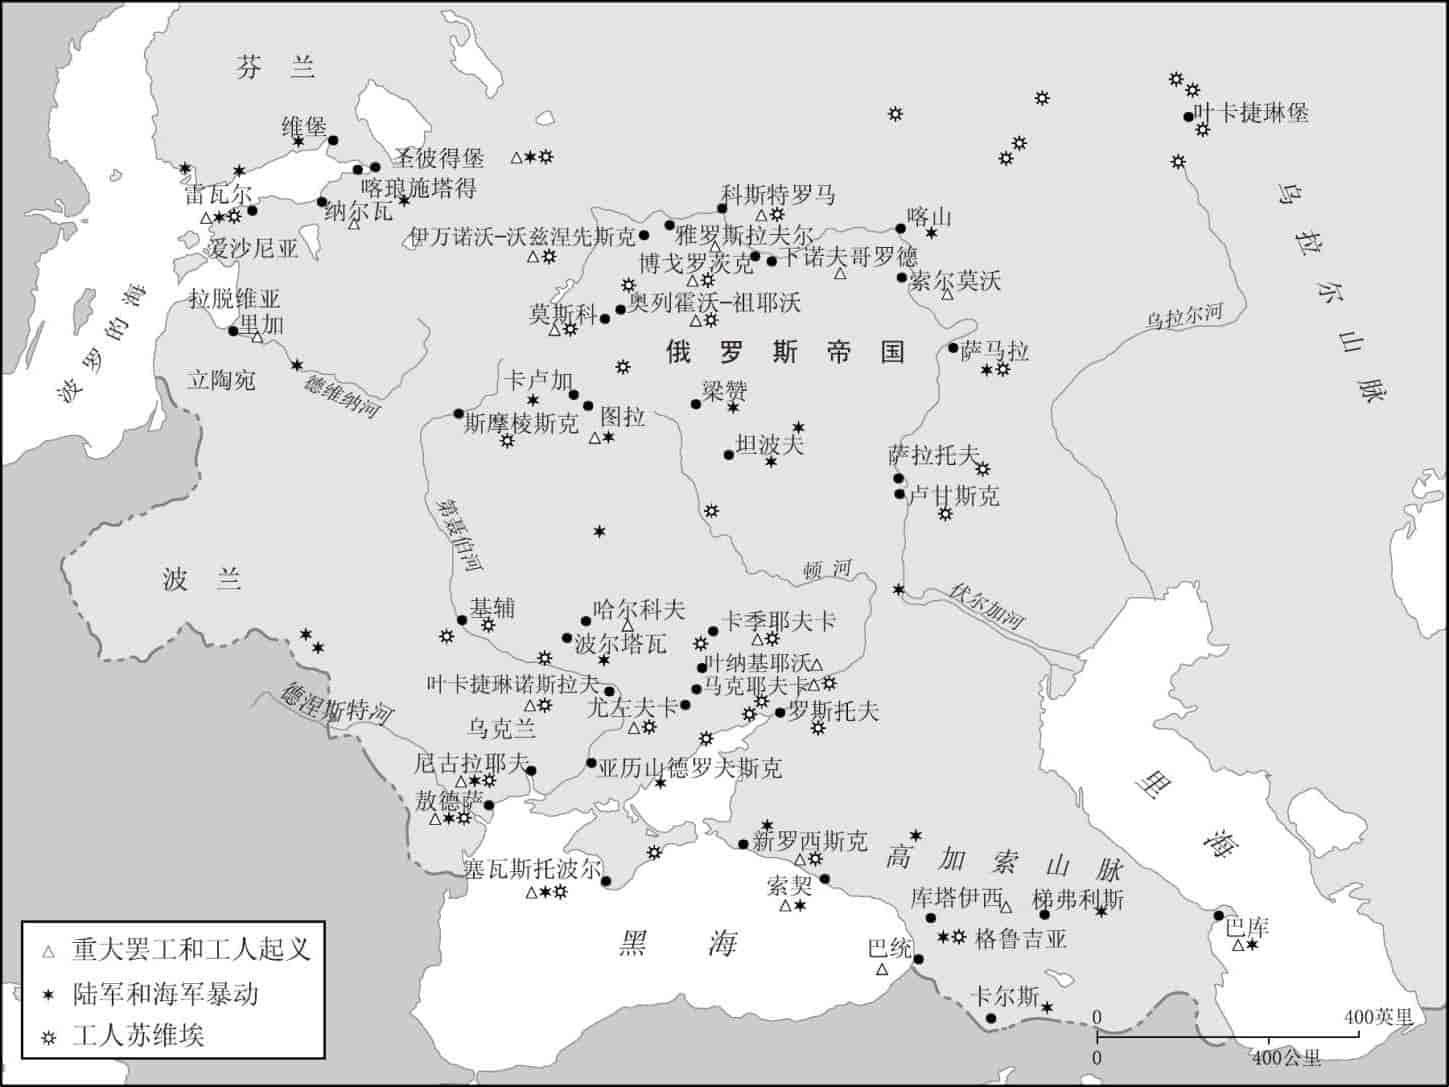 芬兰
维堡
圣彼得堡
喀琅施塔得
雷瓦尔
纳尔瓦
爱沙尼亚
拉脱维亚
里加
波罗的海
立陶宛
德维纳河
叶卡捷琳堡
乌拉尔山脉
科斯特罗马
伊万诺沃-沃兹涅先斯克
雅罗斯拉夫尔
喀山
博戈罗茨克
下诺夫哥罗德
索尔莫沃
奥列霍沃-祖耶沃
莫斯科
乌拉尔河
俄罗斯帝国
萨马拉
卡卢加
梁赞
斯摩棱斯克
图拉
坦波夫
萨拉托夫
卢甘斯克
第聂伯河
波兰
顿河
伏尔加河
基辅
哈尔科夫
卡季耶夫卡
波尔塔瓦
叶纳基耶沃
叶卡捷琳诺斯拉夫
马克耶夫卡
尤左夫卡
罗斯托夫
德涅斯特河
乌克兰
尼古拉耶夫
亚历山德罗夫斯克
敖德萨
里海
新罗西斯克
高加索山脉
塞瓦斯托波尔
索契
库塔伊西
梯弗利斯
巴库
黑海
格鲁吉亚
巴统
卡尔斯
重大罢工和工人起义
陆军和海军暴动
工人苏维埃
0 400英里
0 400公里